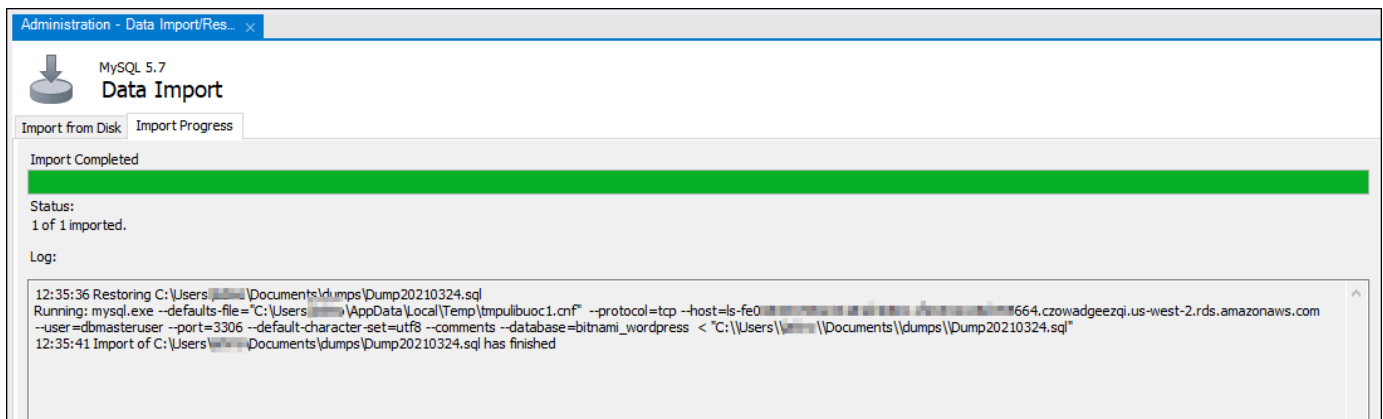 Administration - Data Import/Res... ×
MySQL 5.7
Data Import
Import from Disk Import Progress
Import Completed
Status:
1 of 1 imported.
Log:
12:35:36 Restoring C:\Users\ \Documents\dumps\Dump20210324.sql
Running: mysql.exe --defaults-file="C:\Users\ \AppData\Local\Temp\tmpulibuoc1.cnf" --protocol=tcp --host=ls-fe0 664.czowadgeezqi.us-west-2.rds.amazonaws.com
--user=dbmasteruser --port=3306 --default-character-set=utf8 --comments --database=bitnami_wordpress < "C:\\Users\\ \\Documents\\dumps\\Dump20210324.sql"
12:35:41 Import of C:\Users\ \Documents\dumps\Dump20210324.sql has finished